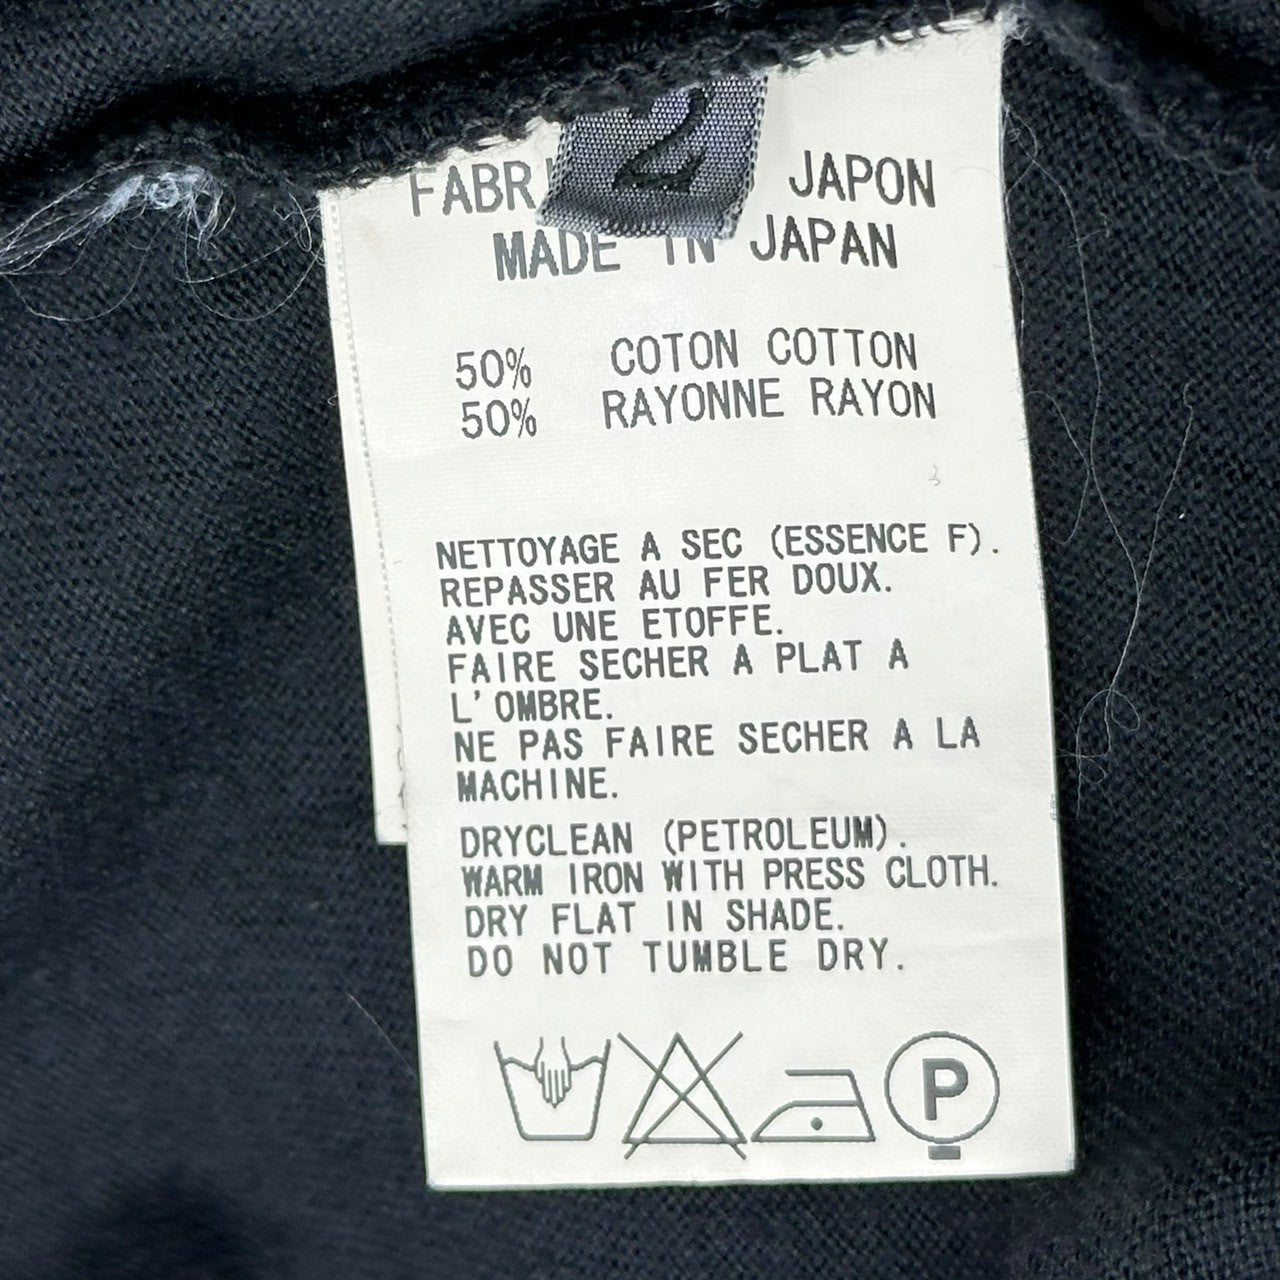 2
JAPON
MADE IN JAPAN
50% COTON COTTON
50% RAYONNE RAYON
NETTOYAGE A SEC (ESSENCE F).
REPASSER AU FER DOUX.
AVEC UNE ETOFFE.
FAIRE SECHER A PLAT A
L'OMBRE.
NE PAS FAIRE SECHER A LA
MACHINE.
DRYCLEAN (PETROLEUM).
WARM IRON WITH PRESS CLOTH.
DRY FLAT IN SHADE.
DO NOT TUMBLE DRY.
P